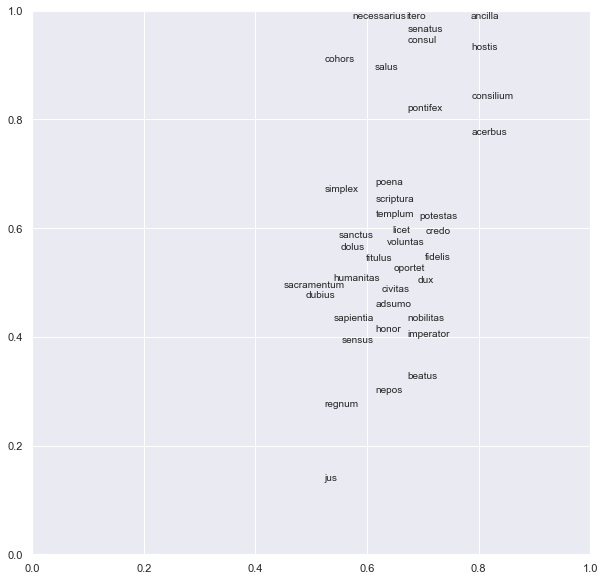 1.0
necessarius itero ancilla
senatus
consul
hostis
cohors
salus
consilium
pontifex
0.8
acerbus
poena
simplex
scriptura
templum potestas
0.6
licet credo
sanctus
voluntas
dolus
titulus fidelis
oportet
humanitas dux
sacramentum civitas
dubius
adsumo
sapientia nobilitas
honor
imperator
0.4
sensus
beatus
nepos
regnum
0.2
jus
0.0
0.0 0.2 0.4 0.6 0.8 1.0